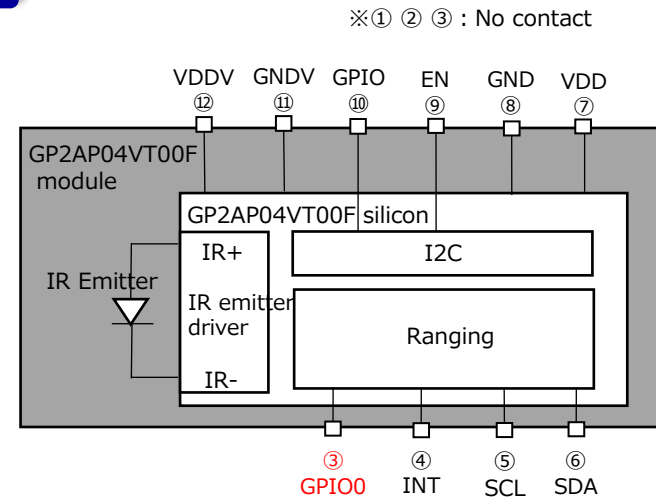 ※① ② ③ : No contact
VDDV GNDV GPIO EN GND VDD
⑫ ⑪ ⑩ ⑨ ⑧ ⑦
GP2AP04VT00F
module
GP2AP04VT00F silicon
IR+
I2C
IR Emitter
IR emitter
driver
Ranging
IR-
③ ④ ⑤ ⑥
GPIO0 INT SCL SDA